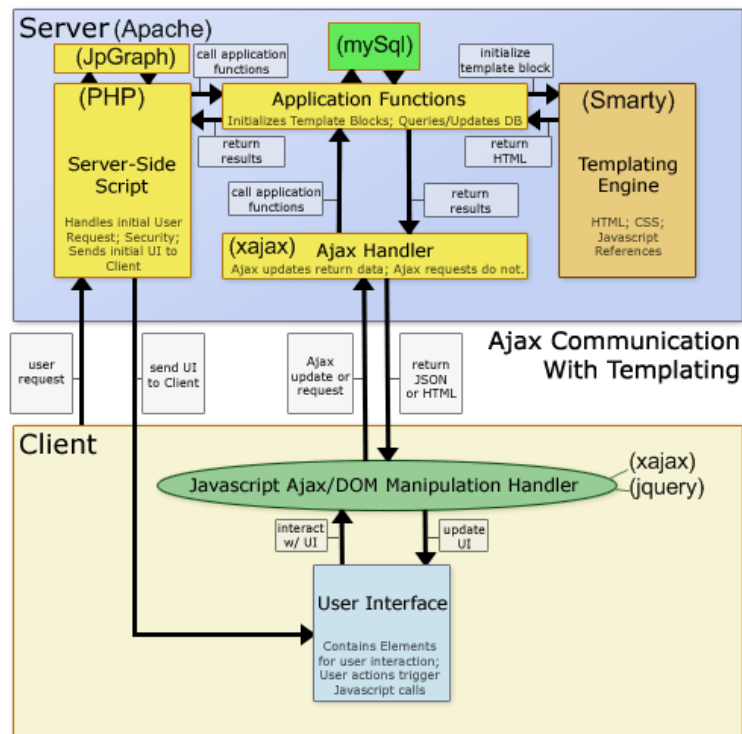 Server (Apache)
(JpGraph)
call application
functions
(mySql)
initialize
template block
(PHP)
Server-Side
Script
Handles initial User
Request; Security;
Sends initial UI to
Client
Application Functions
Initializes Template Blocks; Queries/Updates DB
(Smarty)
Templating
Engine
HTML; CSS;
Javascript
References
return
results
return
HTML
call application
functions
return
results
(xajax)
Ajax Handler
Ajax updates return data; Ajax requests do not.
user
request
send UI
to Client
Ajax
update or
request
return
JSON
or HTML
Ajax Communication
With Templating
Client
Javascript Ajax/DOM Manipulation Handler
(xajax)
(jquery)
interact
w/ UI
update
UI
User Interface
Contains Elements
for user interaction;
User actions trigger
Javascript calls